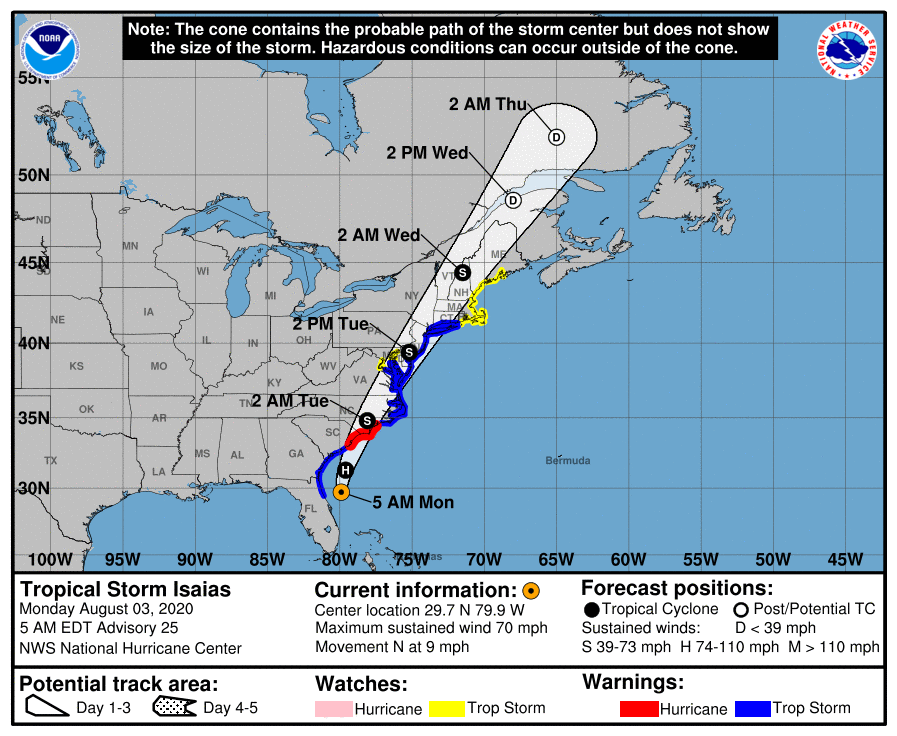 Note: The cone contains the probable path of the storm center but does not show
the size of the storm. Hazardous conditions can occur outside of the cone.
NOAA
NATIONAL WEATHER SERVICE
55N
2 AM Thu
D
2 PM Wed
50N
D
ND
2 AM Wed
MN
ME
45N
S
VT
SD
WI
NH
MI
NY
MA
IA
CT
NE
2 PM Tue
PA
40N
IL
IN
OH
S
KS
MO
WV
VA
KY
2 AM Tue
TN
NC
OK
AR
35N
S
SC
MS
AL
GA
TX
LA
H
Bermuda
30N
5 AM Mon
FL
100W
95W
90W
85W
80W
75W
70W
65W
60W
55W
50W
45W
Tropical Storm Isaias
Monday August 03, 2020
5 AM EDT Advisory 25
NWS National Hurricane Center
Current information:
Center location 29.7 N 79.9 W
Maximum sustained wind 70 mph
Movement N at 9 mph
Forecast positions:
Tropical Cyclone Post/Potential TC
Sustained winds: D < 39 mph
S 39-73 mph H 74-110 mph M > 110 mph
Potential track area:
Day 1-3 Day 4-5
Watches:
Hurricane Trop Storm
Warnings:
Hurricane Trop Storm